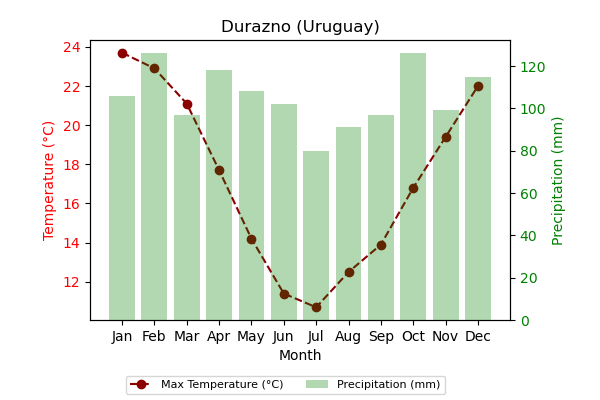 Durazno (Uruguay)
24
22
20
18
16
14
12
Temperature (°C)
120
100
80
60
40
20
0
Precipitation (mm)
Jan Feb Mar Apr May Jun Jul Aug Sep Oct Nov Dec
Month
Max Temperature (°C) Precipitation (mm)